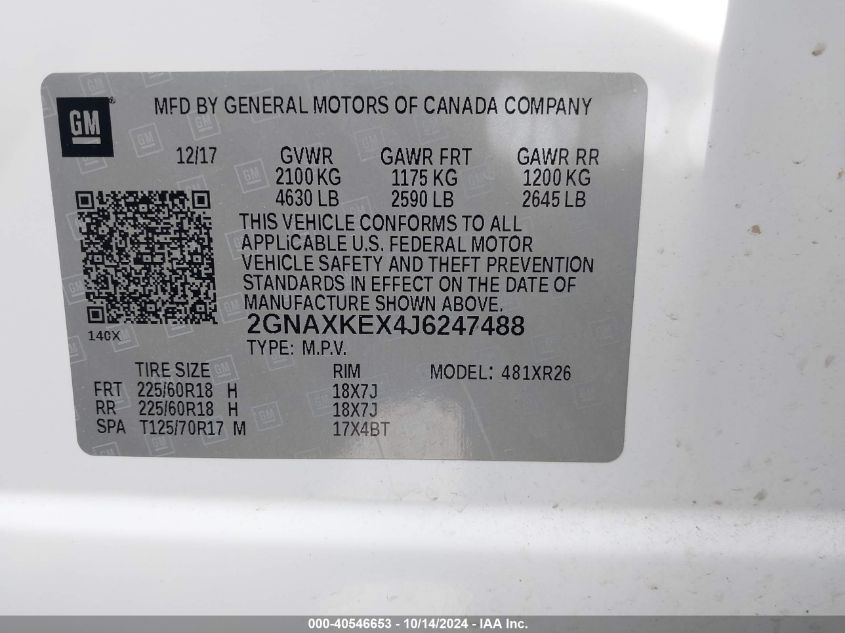 GM
MFD BY GENERAL MOTORS OF CANADA COMPANY
12/17 GVWR GAWR FRT GAWR RR
2100 KG 1175 KG 1200 KG
4630 LB 2590 LB 2645 LB
THIS VEHICLE CONFORMS TO ALL
APPLICABLE U.S. FEDERAL MOTOR
VEHICLE SAFETY AND THEFT PREVENTION
STANDARDS IN EFFECT ON THE DATE OF
MANUFACTURE SHOWN ABOVE.
140X
2GNAXKEX4J6247488
TYPE: M.P.V.
TIRE SIZE RIM MODEL: 481XR26
FRT 225/60R18 H 18X7J
RR 225/60R18 H 18X7J
SPA T125/70R17 M 17X4BT
000-40546653 - 10/14/2024 - IAA Inc.